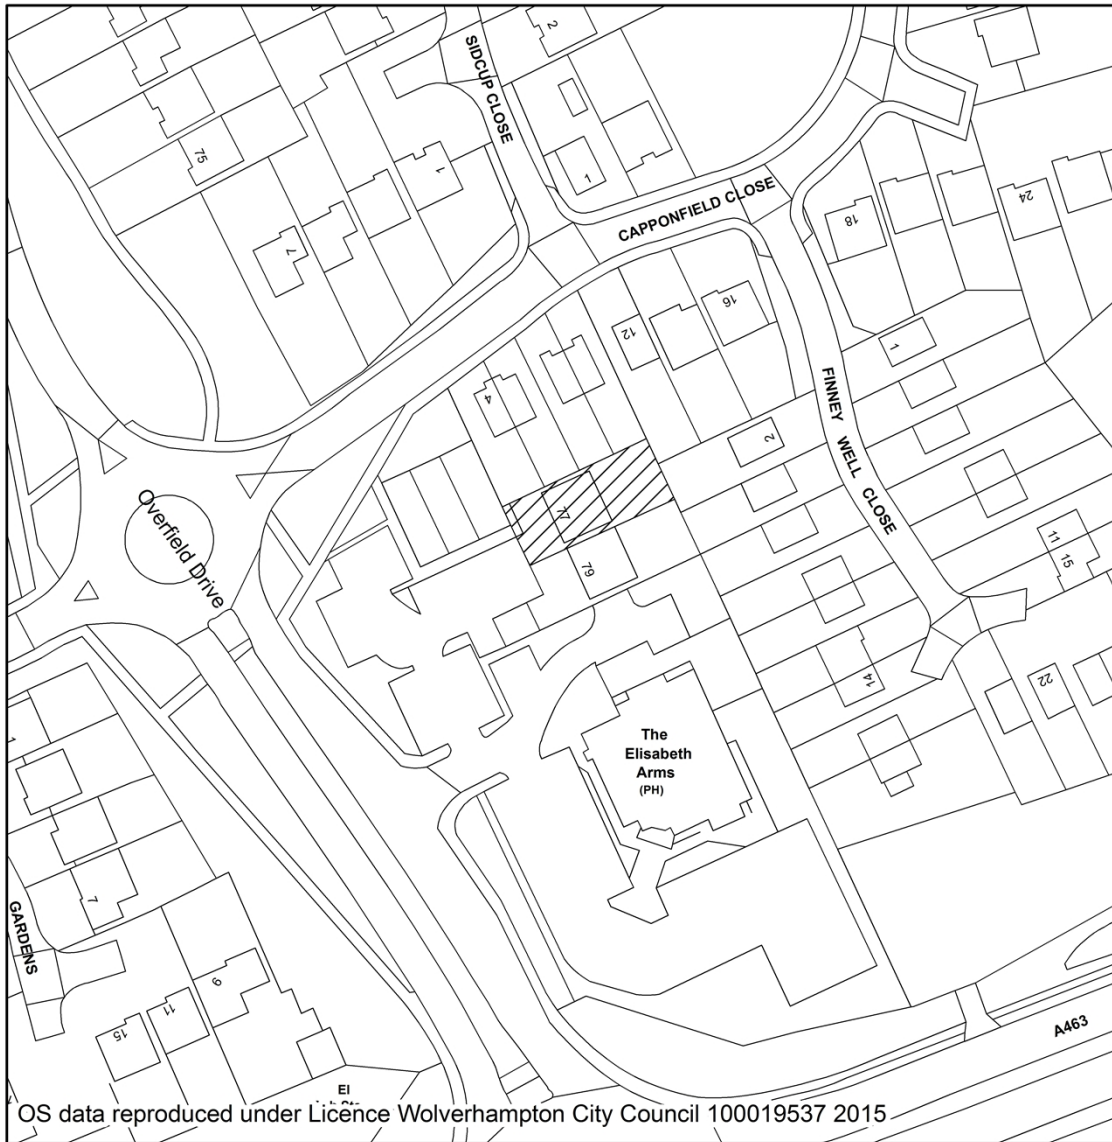 2
SIDCUP CLOSE
75
1
1
CAPPONFIELD CLOSE
24
18
7
16
12
1
4
FINNEY WELL CLOSE
2
Overfield Drive
77
11
15
79
14
22
The
Elisabeth
Arms
(PH)
1
7
GARDENS
9
11
15
A463
El
OS data reproduced under Licence Wolverhampton City Council 100019537 2015